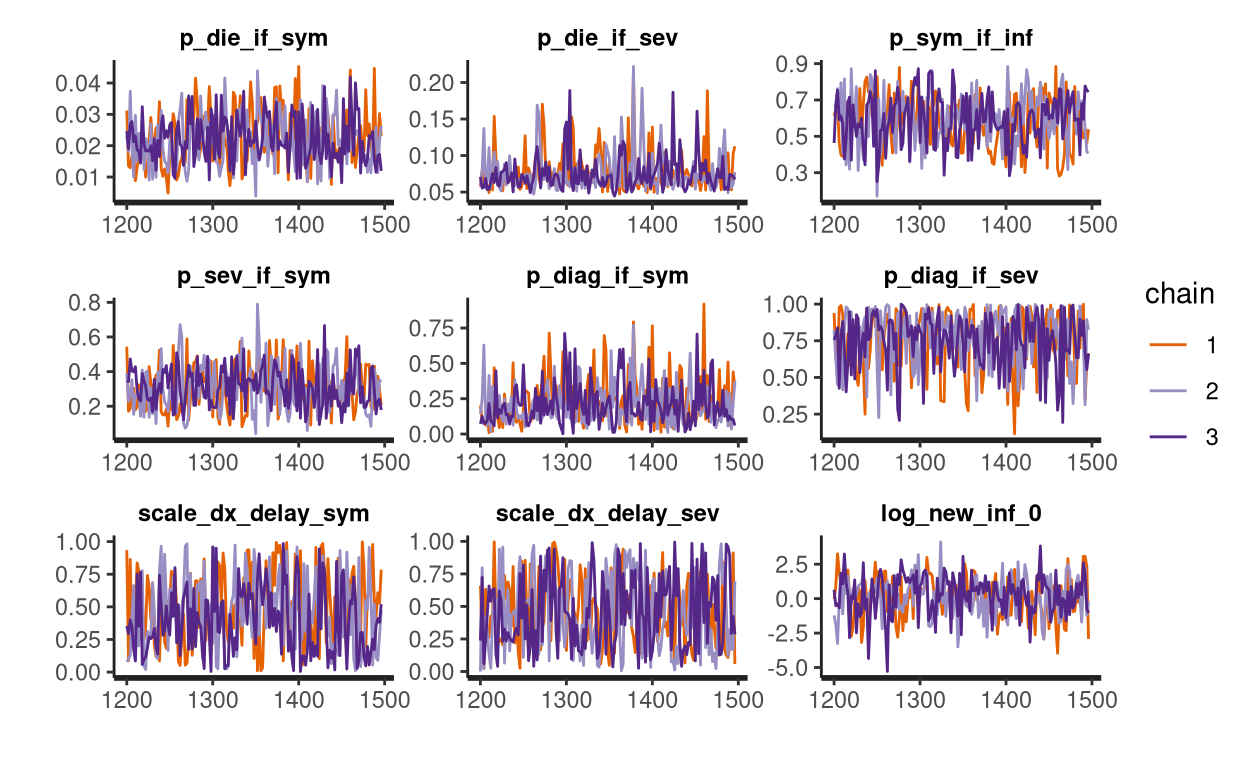 p_die_if_sym p_die_if_sev p_sym_if_inf
0.04 0.20 0.9
0.03 0.15 0.7
0.02 0.10 0.5
0.01 0.05 0.3
1200 1300 1400 1500 1200 1300 1400 1500 1200 1300 1400 1500
p_sev_if_sym p_diag_if_sym p_diag_if_sev
0.8 0.75 1.00
0.6 0.50 0.75
0.4 0.25 0.50
0.2 0.00 0.25
1200 1300 1400 1500 1200 1300 1400 1500 1200 1300 1400 1500
scale_dx_delay_sym scale_dx_delay_sev log_new_inf_0
1.00 1.00 2.5
0.75 0.75 0.0
0.50 0.50 -2.5
0.25 0.25 -5.0
0.00 0.00
1200 1300 1400 1500 1200 1300 1400 1500 1200 1300 1400 1500
chain
1
2
3